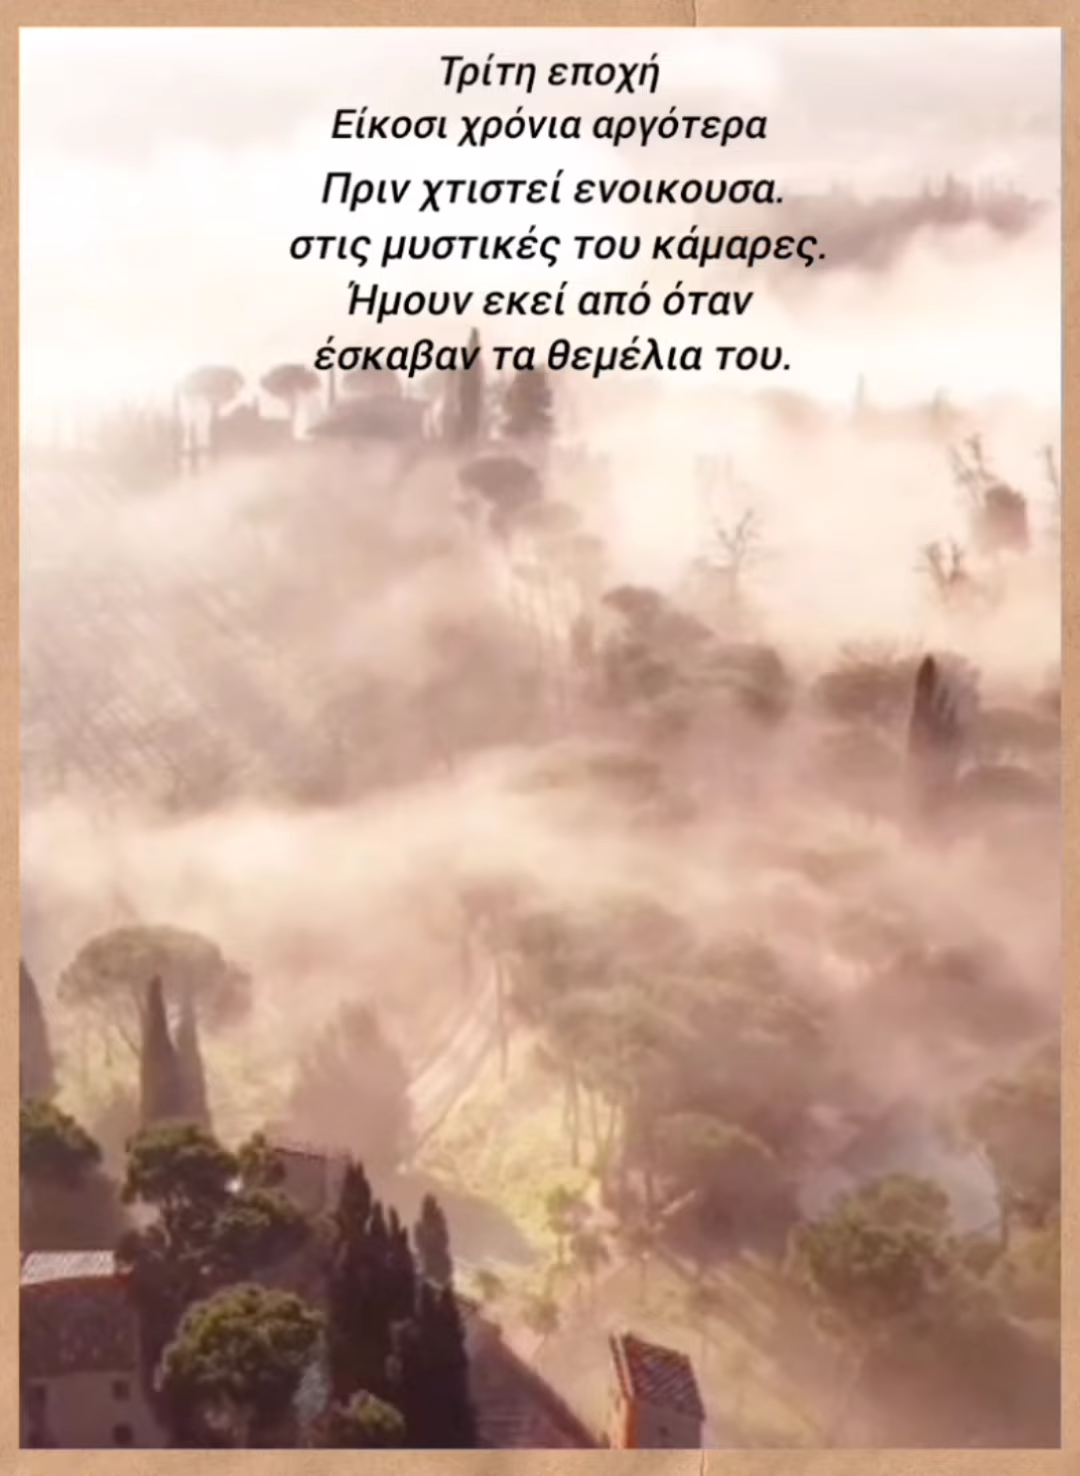 Τρίτη εποχή
Είκοσι χρόνια αργότερα
Πριν χτιστεί ενοικουσα.
στις μυστικές του κάμαρες.
Ήμουν εκεί από όταν
έσκαβαν τα θεμέλια του.